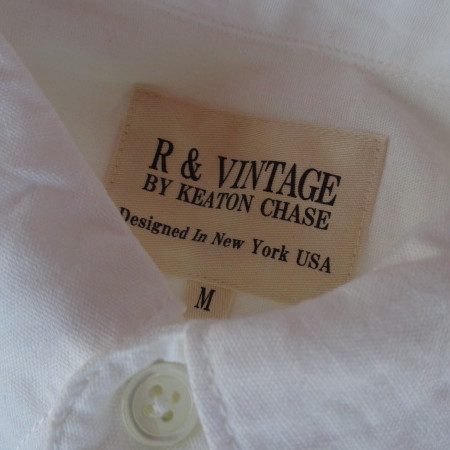 R & VINTAGE
BY KEATON CHASE
Designed In New York USA
M